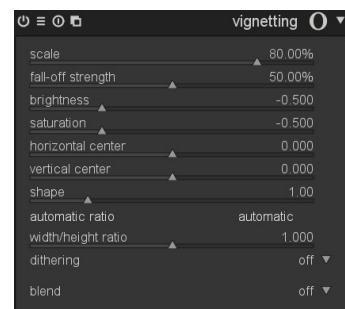 vignetting
scale 80.00%
fall-off strength 50.00%
brightness -0.500
saturation -0.500
horizontal center 0.000
vertical center 0.000
shape 1.00
automatic ratio automatic
width/height ratio 1.000
dithering off
blend off